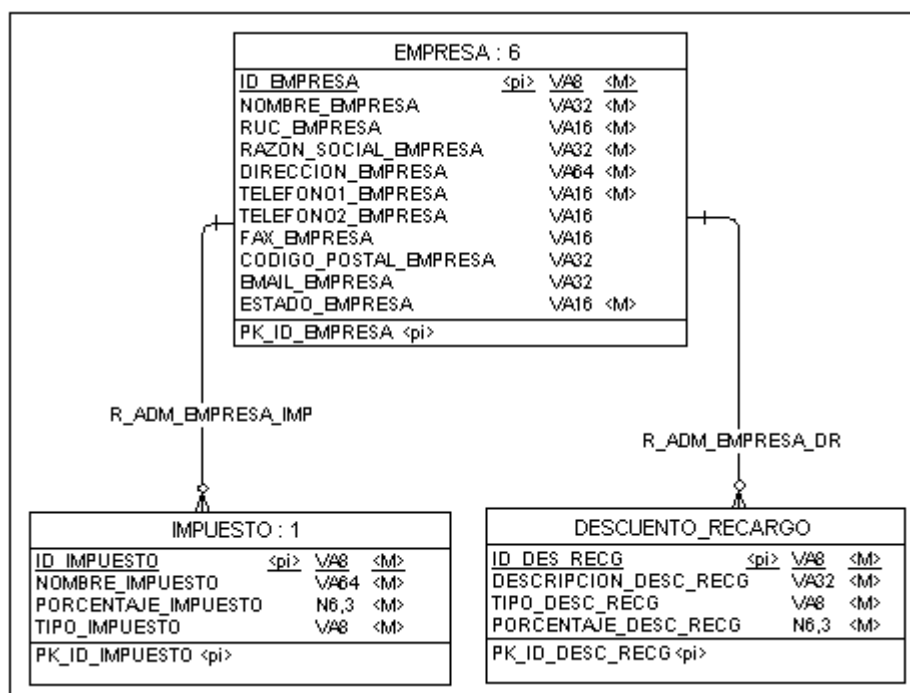 EMPRESA : 6
ID_EMPRESA <pi> VA8 <M>
NOMBRE_EMPRESA VA32 <M>
RUC_EMPRESA VA16 <M>
RAZON_SOCIAL_EMPRESA VA32 <M>
DIRECCION_EMPRESA VA64 <M>
TELEFONO1_EMPRESA VA16 <M>
TELEFONO2_EMPRESA VA16
FAX_EMPRESA VA16
CODIGO_POSTAL_EMPRESA VA32
EMAIL_EMPRESA VA32
ESTADO_EMPRESA VA16 <M>
PK_ID_EMPRESA <pi>
R_ADM_EMPRESA_IMP
R_ADM_EMPRESA_DR
IMPUESTO : 1
ID_IMPUESTO <pi> VA8 <M>
NOMBRE_IMPUESTO VA64 <M>
PORCENTAJE_IMPUESTO N6,3 <M>
TIPO_IMPUESTO VA8 <M>
PK_ID_IMPUESTO <pi>
DESCUENTO_RECARGO
ID_DES_RECG <pi> VA8 <M>
DESCRIPCION_DESC_RECG VA32 <M>
TIPO_DESC_RECG VA8 <M>
PORCENTAJE_DESC_RECG N6,3 <M>
PK_ID_DESC_RECG <pi>